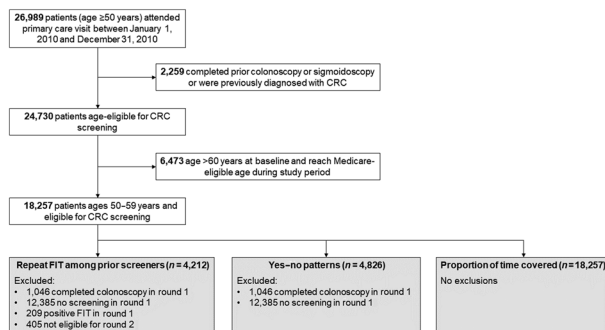 26,989 patients (age ≥50 years) attended
primary care visit between January 1,
2010 and December 31, 2010
2,259 completed prior colonoscopy or sigmoidoscopy
or were previously diagnosed with CRC
24,730 patients age-eligible for CRC
screening
6,473 age >60 years at baseline and reach Medicare-
eligible age during study period
18,257 patients ages 50–59 years and
eligible for CRC screening
Repeat FIT among prior screeners (n = 4,212)
Excluded:
• 1,046 completed colonoscopy in round 1
• 12,385 no screening in round 1
• 209 positive FIT in round 1
• 405 not eligible for round 2
Yes–no patterns (n = 4,826)
Excluded:
• 1,046 completed colonoscopy in round 1
• 12,385 no screening in round 1
Proportion of time covered (n = 18,257)
No exclusions